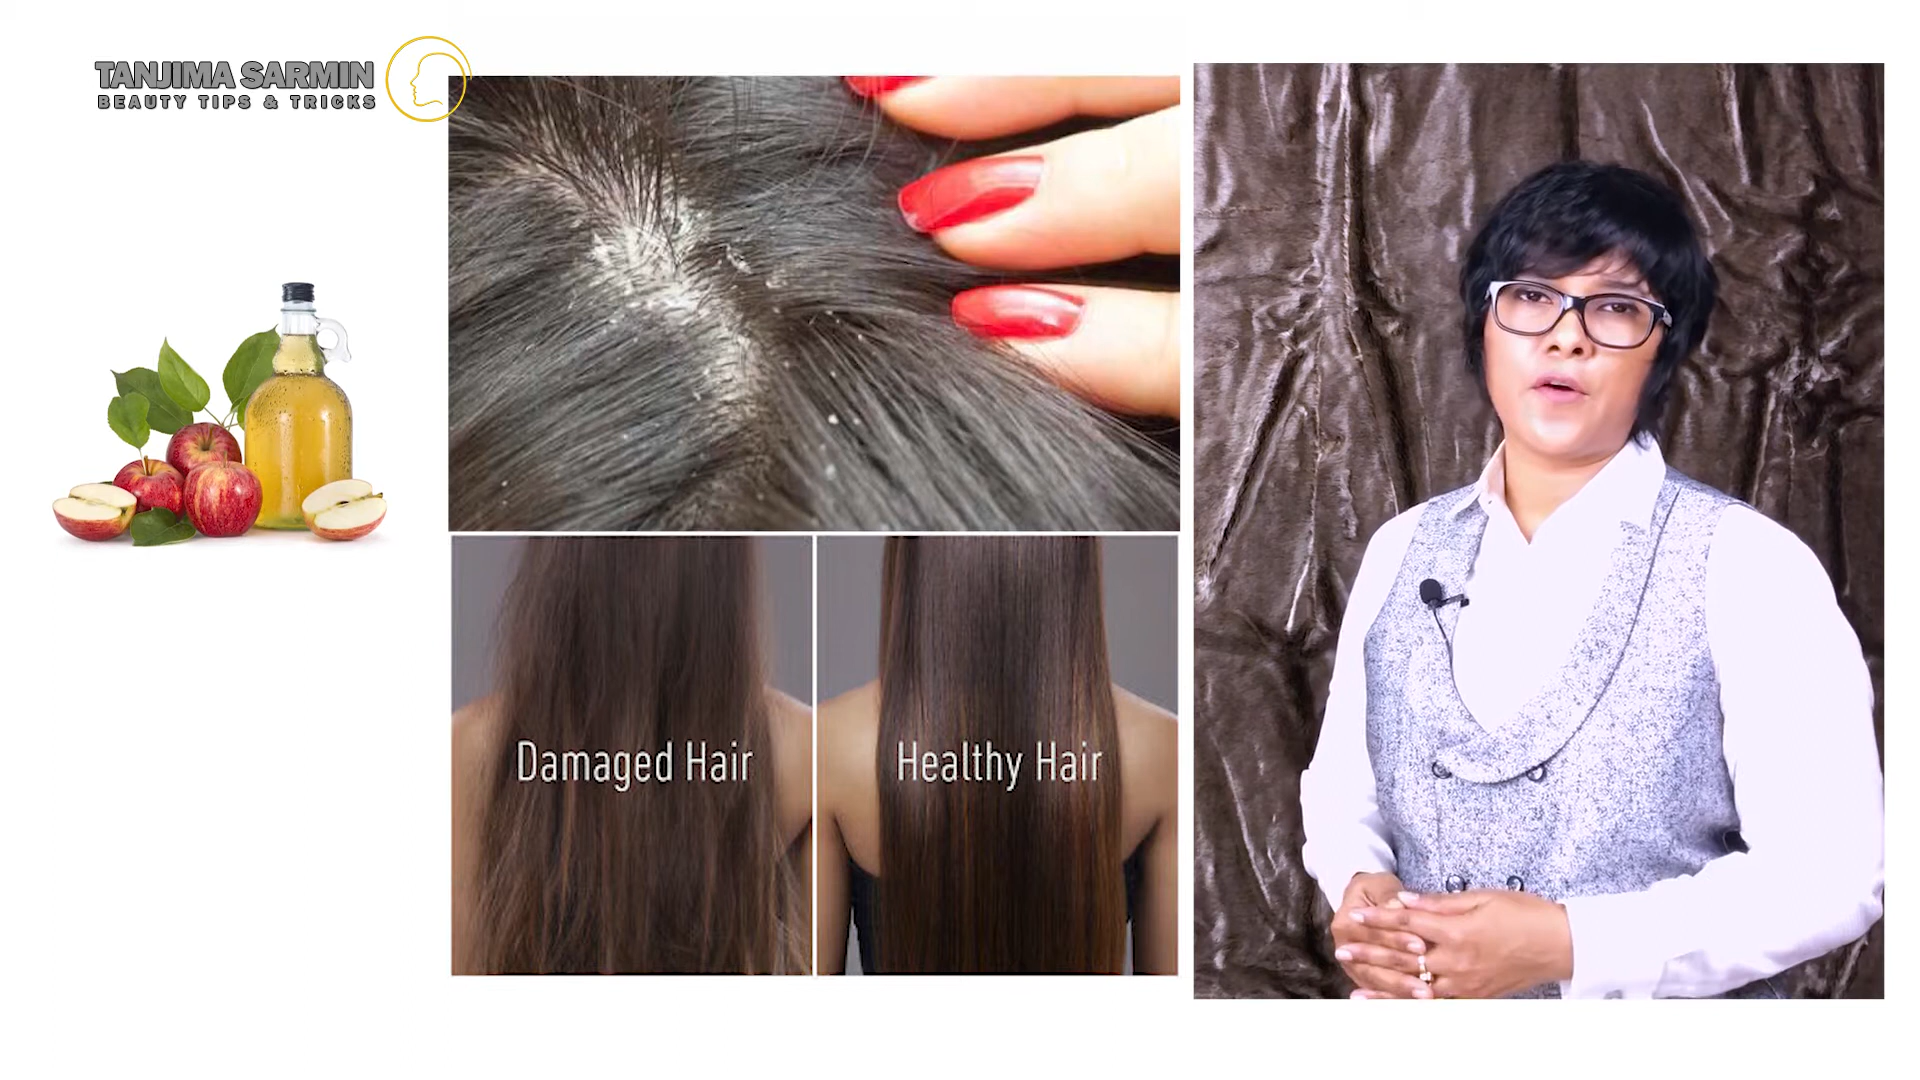 TANJIMA SARMIN
BEAUTY TIPS & TRICKS
Damaged Hair
Healthy Hair